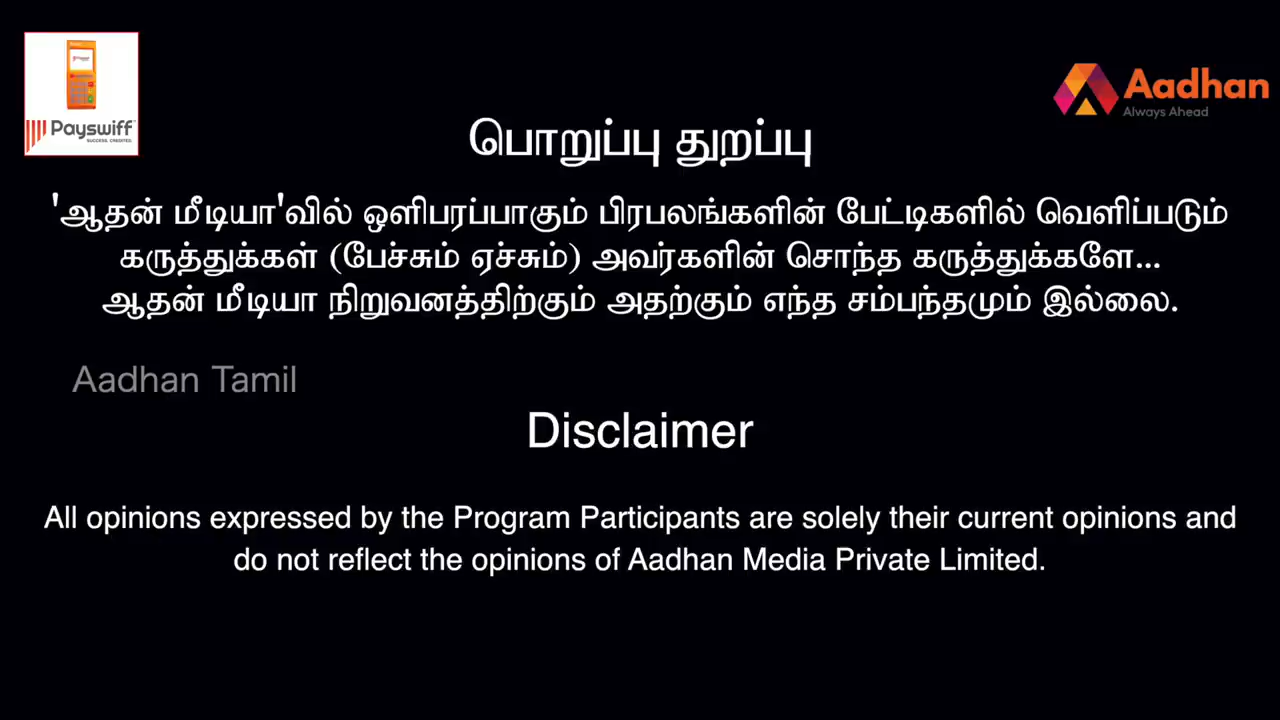 Payswiff
SUCCESS. CREDITED.
Aadhan
Always Ahead
பொறுப்பு துறப்பு
'ஆதன் மீடியா'வில் ஒளிபரப்பாகும் பிரபலங்களின் பேட்டிகளில் வெளிப்படும்
கருத்துக்கள் (பேச்சும் ஏச்சும்) அவர்களின் சொந்த கருத்துக்களே...
ஆதன் மீடியா நிறுவனத்திற்கும் அதற்கும் எந்த சம்பந்தமும் இல்லை.
Aadhan Tamil
Disclaimer
All opinions expressed by the Program Participants are solely their current opinions and
do not reflect the opinions of Aadhan Media Private Limited.